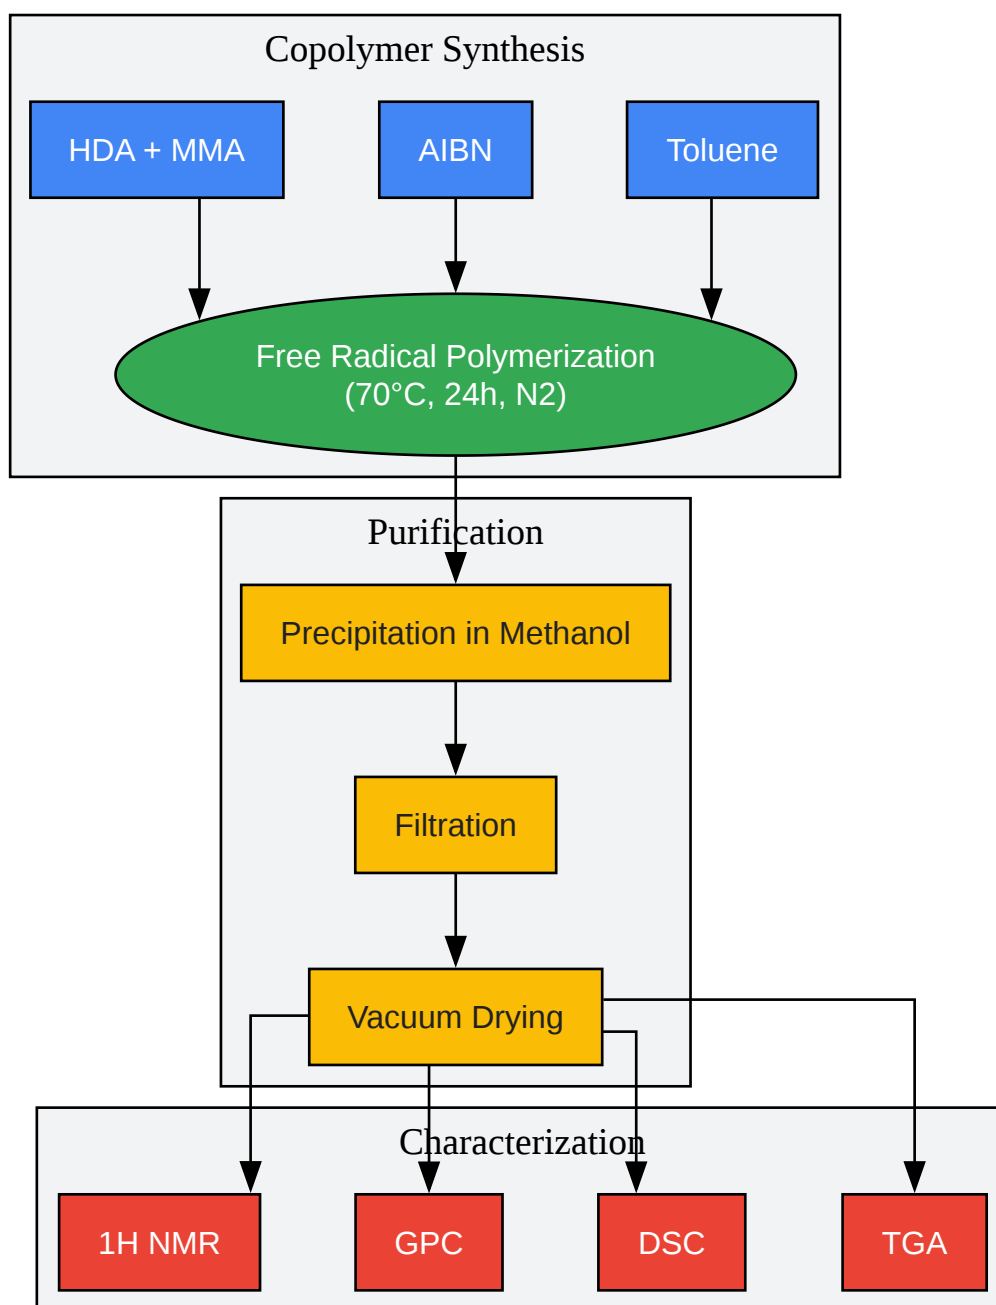 Copolymer Synthesis
HDA + MMA
AIBN
Toluene
Free Radical Polymerization
(70°C, 24h, N2)
Purification
Precipitation in Methanol
Filtration
Vacuum Drying
Characterization
1H NMR
GPC
DSC
TGA